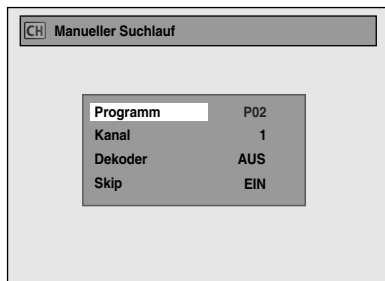 CH Manueller Suchlauf
Programm P02
Kanal 1
Dekoder AUS
Skip EIN